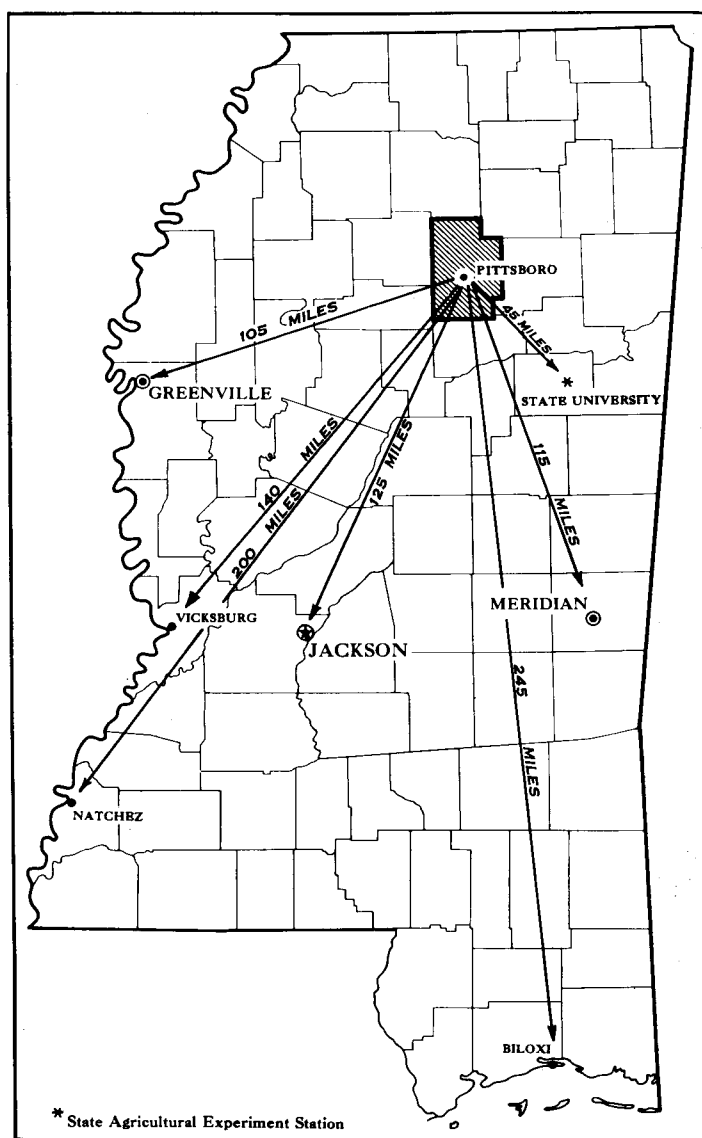 PITTSBORO
105 MILES
45 MILES
GREENVILLE
STATE UNIVERSITY
140 MILES
200 MILES
125 MILES
115 MILES
VICKSBURG
JACKSON
MERIDIAN
245 MILES
NATCHEZ
BILOXI
* State Agricultural Experiment Station